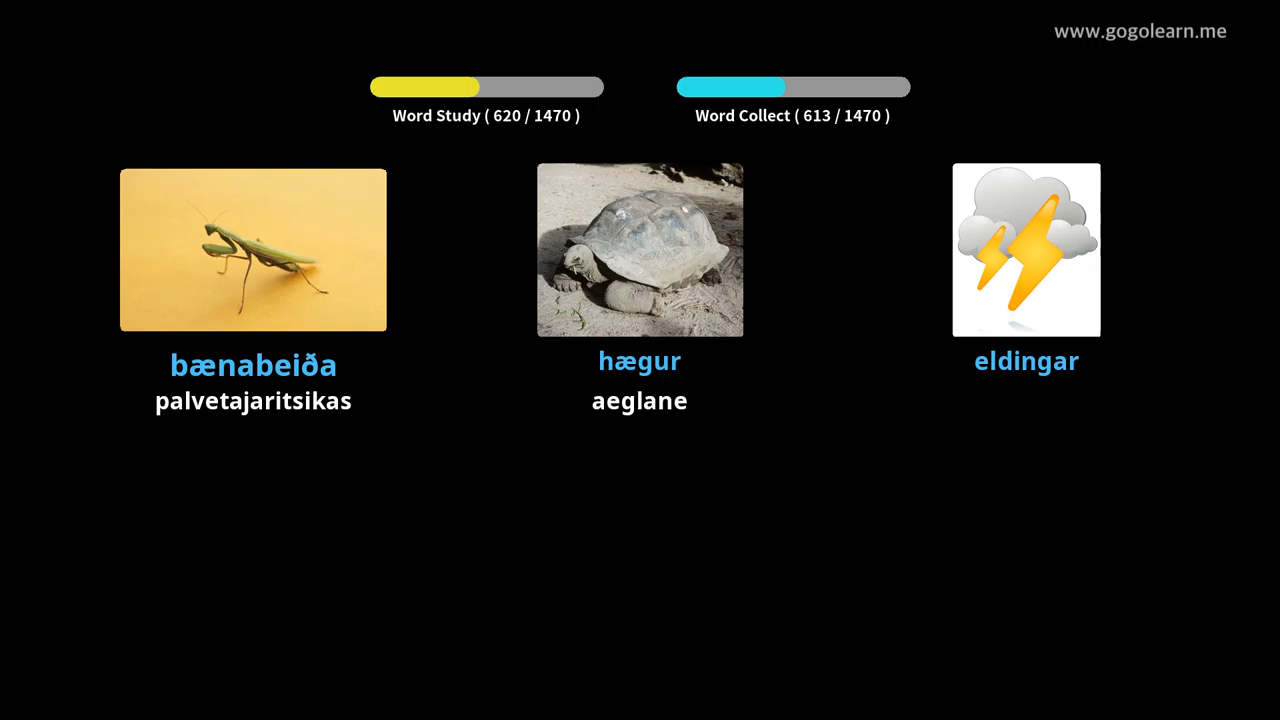 www.gogolearn.me
Word Study ( 620 / 1470 )
Word Collect ( 613 / 1470 )
bænabeiða
palvetajaritsikas
hægur
aeglane
eldingar